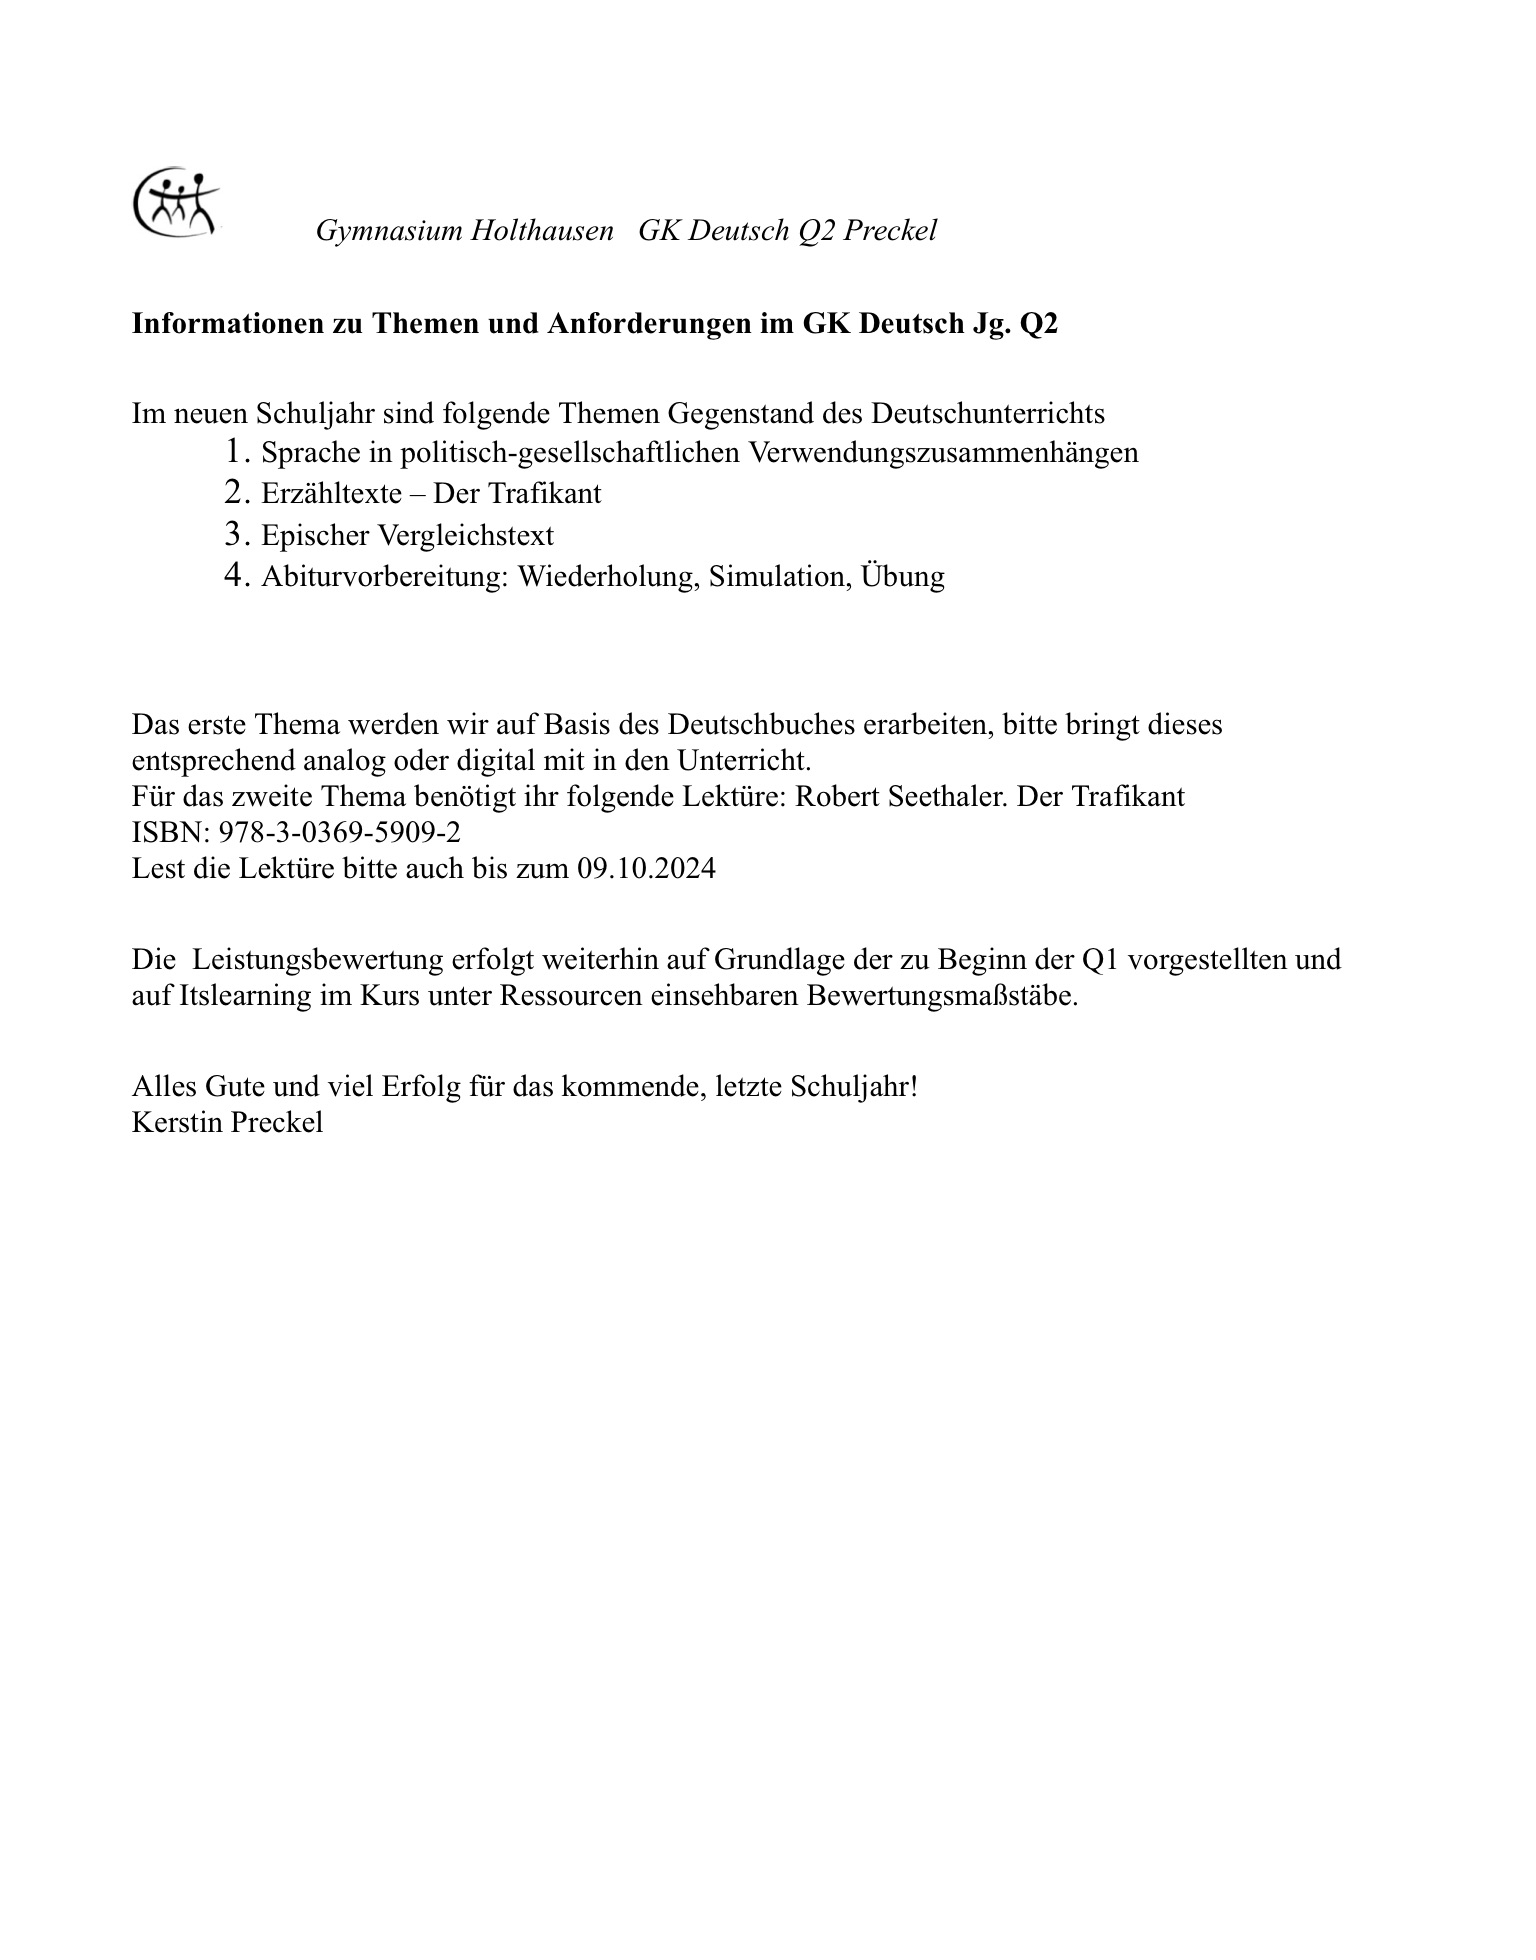 Gymnasium Holthausen   GK Deutsch Q2 Preckel
Informationen zu Themen und Anforderungen im GK Deutsch Jg. Q2
Im neuen Schuljahr sind folgende Themen Gegenstand des Deutschunterrichts
1. Sprache in politisch-gesellschaftlichen Verwendungszusammenhängen
2. Erzähltexte – Der Trafikant
3. Epischer Vergleichstext
4. Abiturvorbereitung: Wiederholung, Simulation, Übung
Das erste Thema werden wir auf Basis des Deutschbuches erarbeiten, bitte bringt dieses
entsprechend analog oder digital mit in den Unterricht.
Für das zweite Thema benötigt ihr folgende Lektüre: Robert Seethaler. Der Trafikant
ISBN: 978-3-0369-5909-2
Lest die Lektüre bitte auch bis zum 09.10.2024
Die  Leistungsbewertung erfolgt weiterhin auf Grundlage der zu Beginn der Q1 vorgestellten und
auf Itslearning im Kurs unter Ressourcen einsehbaren Bewertungsmaßstäbe.
Alles Gute und viel Erfolg für das kommende, letzte Schuljahr!
Kerstin Preckel